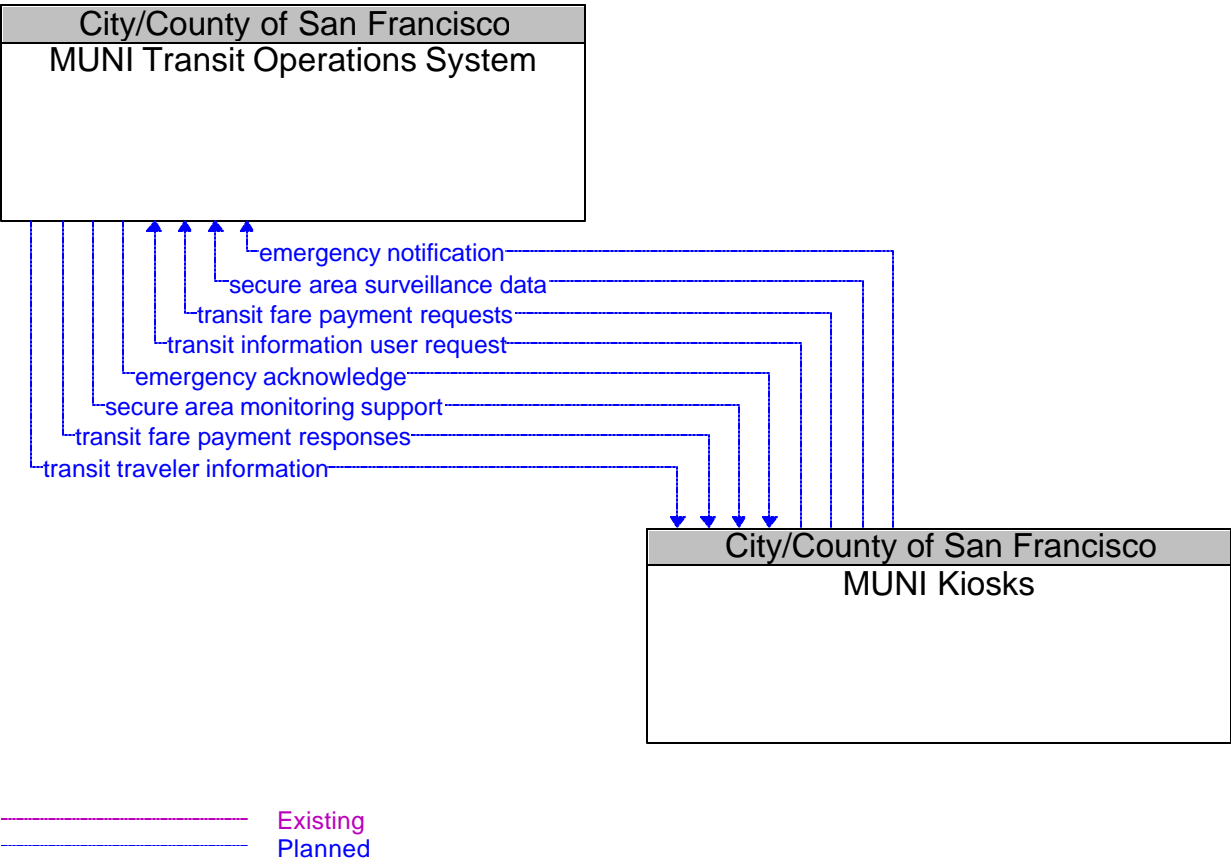 City/County of San Francisco
MUNI Transit Operations System
emergency notification
secure area surveillance data
transit fare payment requests
transit information user request
emergency acknowledge
secure area monitoring support
transit fare payment responses
transit traveler information
City/County of San Francisco
MUNI Kiosks
Existing
Planned